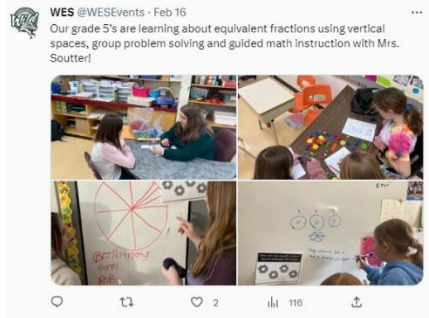 WES @WESEvents · Feb 16
Our grade 5's are learning about equivalent fractions using vertical
spaces, group problem solving and guided math instruction with Mrs.
Soutter!
2
116